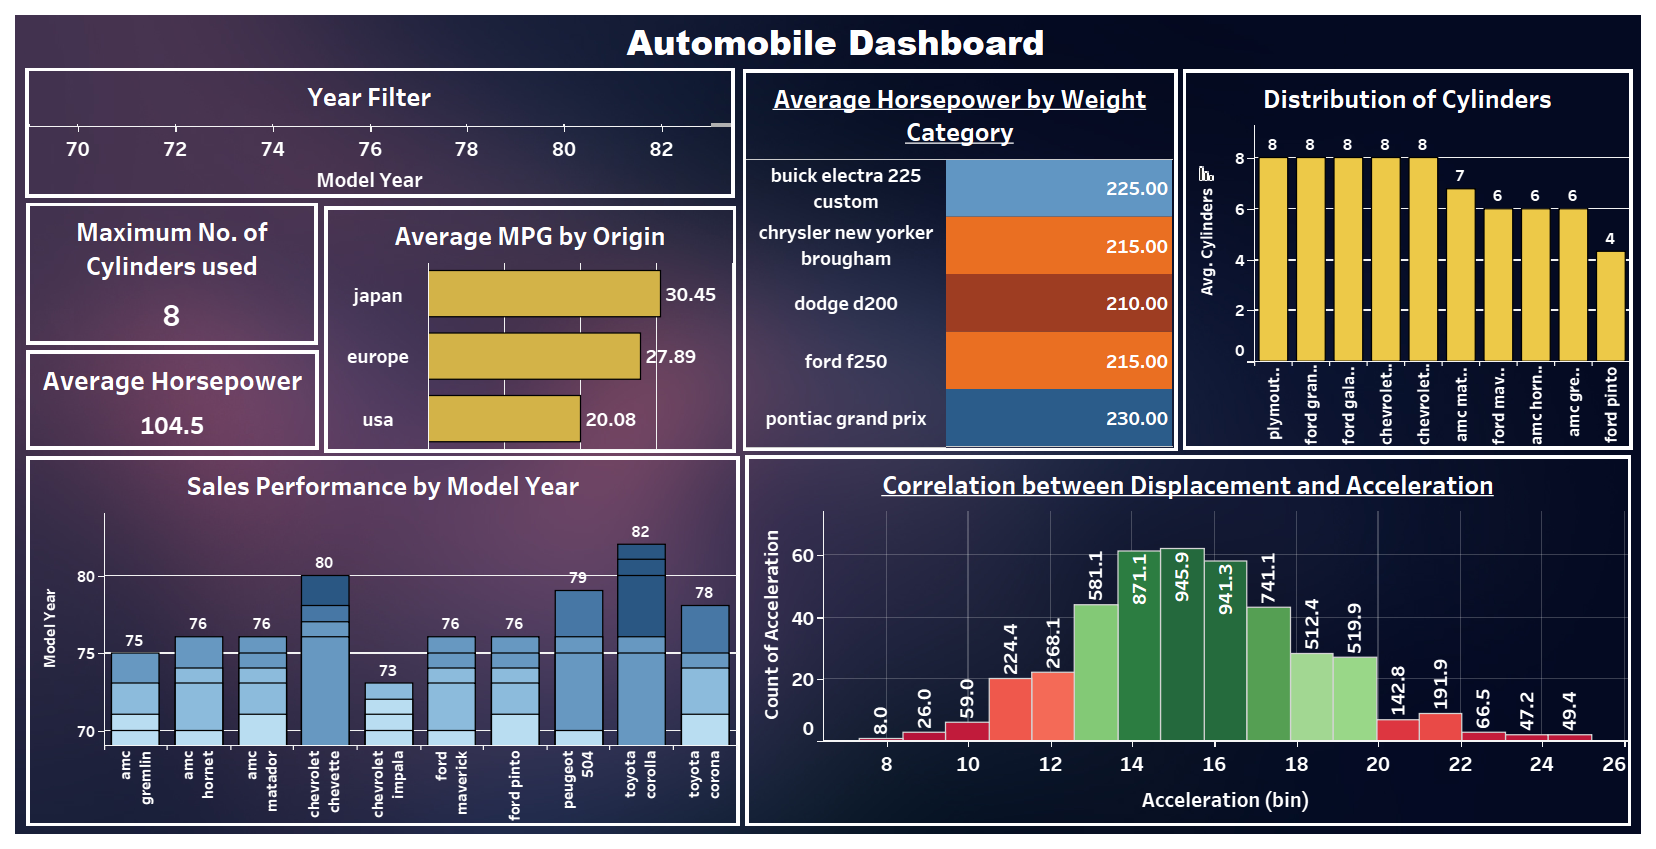 Automobile Dashboard
Year Filter
70 72 74 76 78 80 82
Model Year
Maximum No. of
Cylinders used
8
Average Horsepower
104.5
Average MPG by Origin
japan 30.45
europe 27.89
usa 20.08
Average Horsepower by Weight
Category
buick electra 225
custom
225.00
chrysler new yorker
brougham
215.00
dodge d200 210.00
ford f250 215.00
pontiac grand prix 230.00
Distribution of Cylinders
Avg. Cylinders
8
6
4
2
0
8 8 8 8 8 7 6 6 6 4
plymout..
ford gran..
ford gala..
chevrolet..
chevrolet..
amc mat..
ford mav..
amc horn..
amc gre..
ford pinto
Sales Performance by Model Year
Model Year
80
75
70
75 76 76 80 73 76 76 79 82 78
amc
gremlin
amc
hornet
amc
matador
chevrolet
chevette
chevrolet
impala
ford
maverick
ford pinto
peugeot
504
toyota
corolla
toyota
corona
Correlation between Displacement and Acceleration
Count of Acceleration
60
40
20
0
8.0
26.0
59.0
224.4
268.1
581.1
871.1
945.9
941.3
741.1
512.4
519.9
142.8
191.9
66.5
47.2
49.4
8 10 12 14 16 18 20 22 24 26
Acceleration (bin)